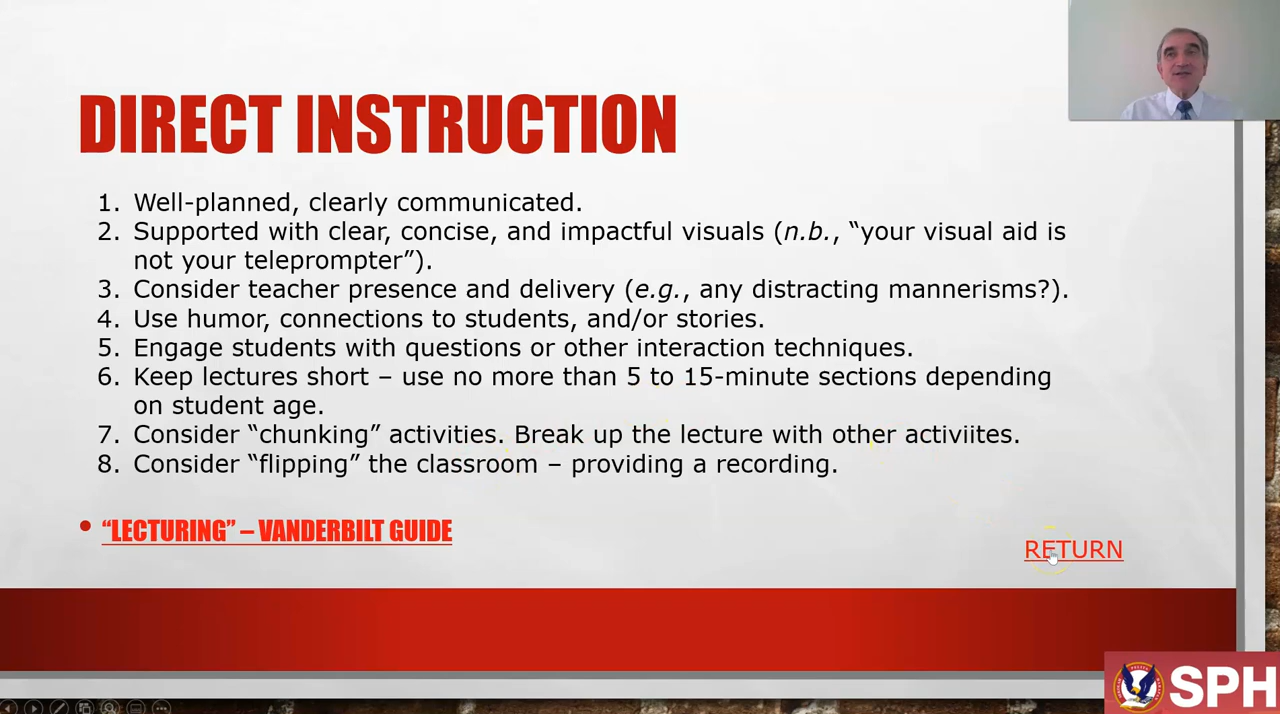 DIRECT INSTRUCTION
1. Well-planned, clearly communicated.
2. Supported with clear, concise, and impactful visuals (n.b., “your visual aid is
not your teleprompter”).
3. Consider teacher presence and delivery (e.g., any distracting mannerisms?).
4. Use humor, connections to students, and/or stories.
5. Engage students with questions or other interaction techniques.
6. Keep lectures short – use no more than 5 to 15-minute sections depending
on student age.
7. Consider “chunking” activities. Break up the lecture with other activiites.
8. Consider “flipping” the classroom – providing a recording.
• “LECTURING” – VANDERBILT GUIDE
RETURN
SPH